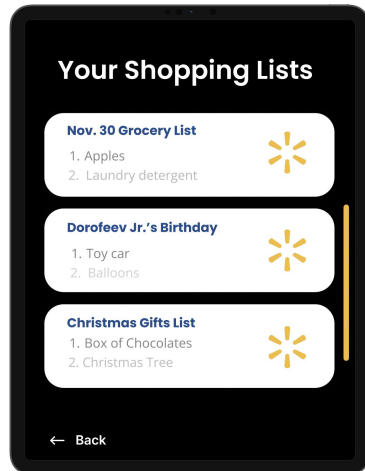 Your Shopping Lists
Nov. 30 Grocery List
1. Apples
2. Laundry detergent
Dorofeev Jr.’s Birthday
1. Toy car
2. Balloons
Christmas Gifts List
1. Box of Chocolates
2. Christmas Tree
← Back